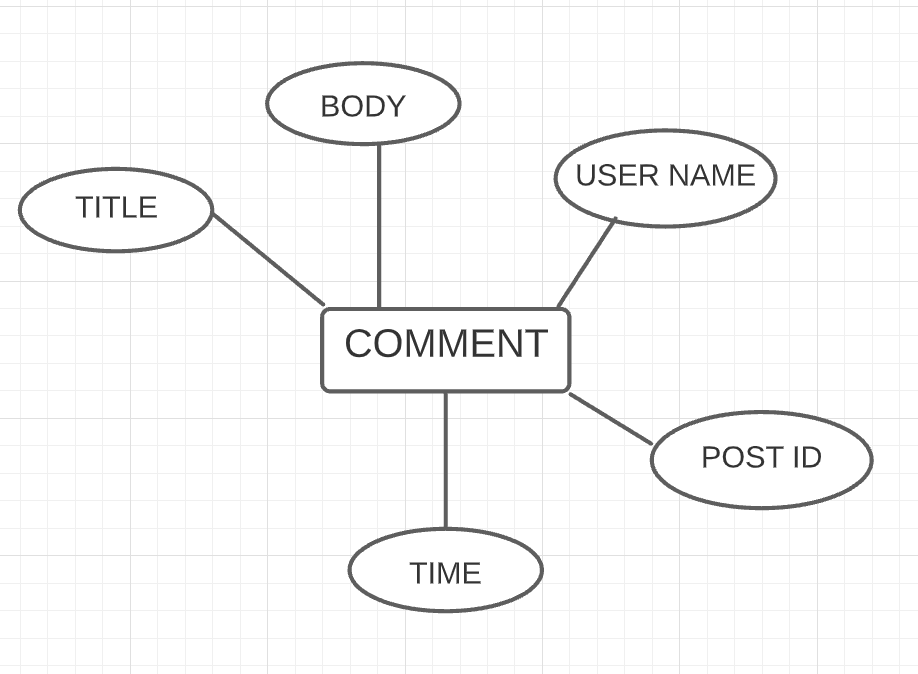 BODY
USER NAME
TITLE
COMMENT
POST ID
TIME